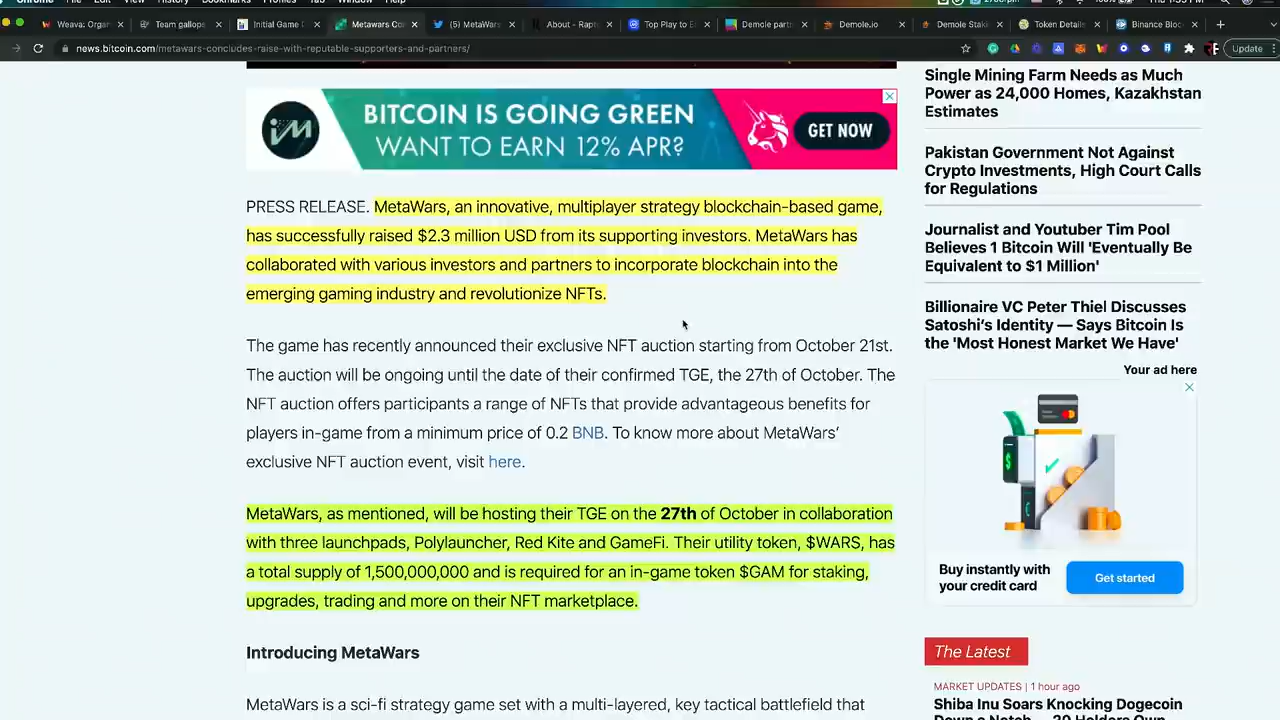 Chrome File Edit View History Bookmarks Profiles Tab Window Help
Weava: Organ
Team gallope
Initial Game
Metawars Co
(5) MetaWars
About - Rapt
Top Play to E
Demole partn
Demole.io
Demole Stak
Token Details
Binance Bloc
news.bitcoin.com/metawars-concludes-raise-with-reputable-supporters-and-partners/
Update
BITCOIN IS GOING GREEN
WANT TO EARN 12% APR?
GET NOW
PRESS RELEASE. MetaWars, an innovative, multiplayer strategy blockchain-based game,
has successfully raised $2.3 million USD from its supporting investors. MetaWars has
collaborated with various investors and partners to incorporate blockchain into the
emerging gaming industry and revolutionize NFTs.
The game has recently announced their exclusive NFT auction starting from October 21st.
The auction will be ongoing until the date of their confirmed TGE, the 27th of October. The
NFT auction offers participants a range of NFTs that provide advantageous benefits for
players in-game from a minimum price of 0.2 BNB. To know more about MetaWars'
exclusive NFT auction event, visit here.
MetaWars, as mentioned, will be hosting their TGE on the 27th of October in collaboration
with three launchpads, Polylauncher, Red Kite and GameFi. Their utility token, $WARS, has
a total supply of 1,500,000,000 and is required for an in-game token $GAM for staking,
upgrades, trading and more on their NFT marketplace.
Introducing MetaWars
MetaWars is a sci-fi strategy game set with a multi-layered, key tactical battlefield that
Single Mining Farm Needs as Much
Power as 24,000 Homes, Kazakhstan
Estimates
Pakistan Government Not Against
Crypto Investments, High Court Calls
for Regulations
Journalist and Youtuber Tim Pool
Believes 1 Bitcoin Will 'Eventually Be
Equivalent to $1 Million'
Billionaire VC Peter Thiel Discusses
Satoshi's Identity — Says Bitcoin Is
the 'Most Honest Market We Have'
Your ad here
Buy instantly with
your credit card
Get started
The Latest
MARKET UPDATES | 1 hour ago
Shiba Inu Soars Knocking Dogecoin
Down a Notch — 20 Holders Own